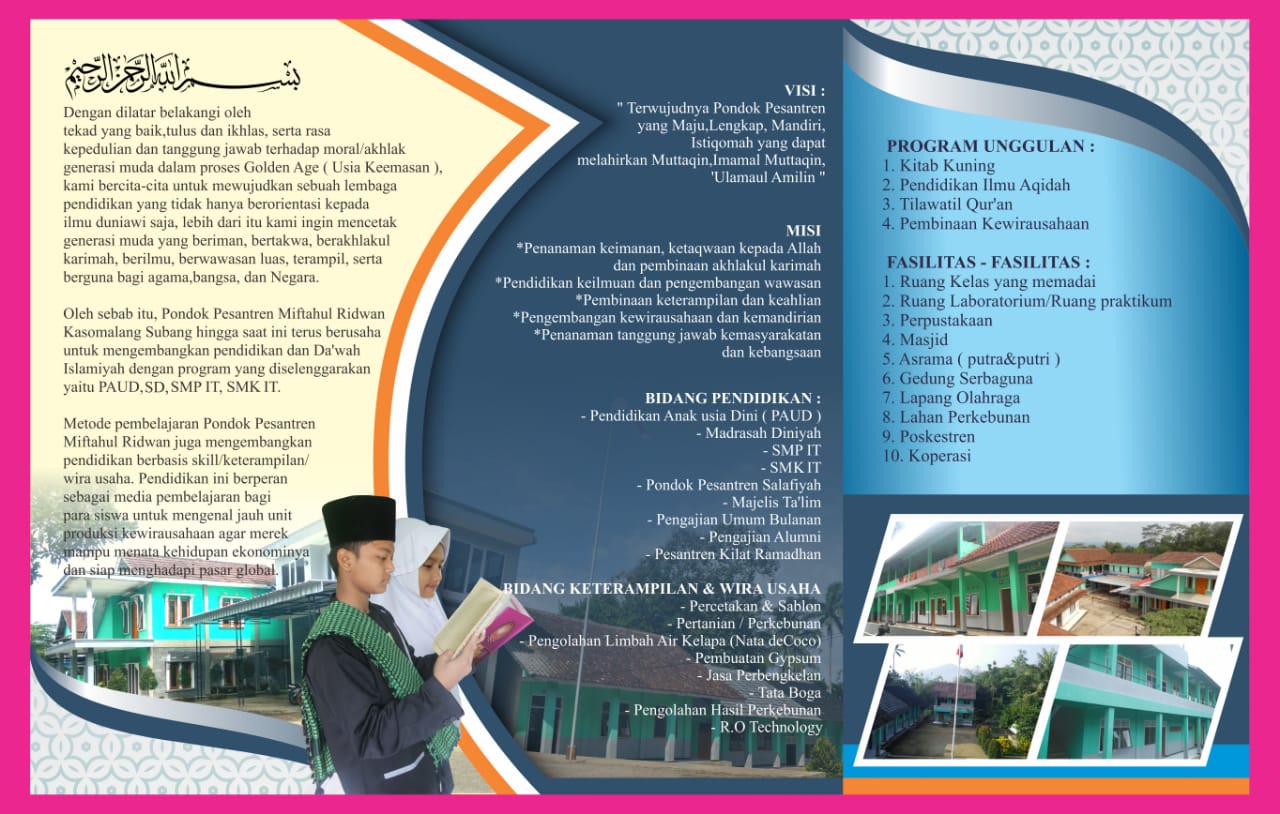 بسم الله الرحمن الرحيم
Dengan dilatar belakangi oleh
tekad yang baik,tulus dan ikhlas, serta rasa
kepedulian dan tanggung jawab terhadap moral/akhlak
generasi muda dalam proses Golden Age ( Usia Keemasan ),
kami bercita-cita untuk mewujudkan sebuah lembaga
pendidikan yang tidak hanya berorientasi kepada
ilmu duniawi saja, lebih dari itu kami ingin mencetak
generasi muda yang beriman, bertakwa, berakhlakul
karimah, berilmu, berwawasan luas, terampil, serta
berguna bagi agama,bangsa, dan Negara.
Oleh sebab itu, Pondok Pesantren Miftahul Ridwan
Kasomalang Subang hingga saat ini terus berusaha
untuk mengembangkan pendidikan dan Da'wah
Islamiyah dengan program yang diselenggarakan
yaitu PAUD,SD, SMP IT, SMK IT.
Metode pembelajaran Pondok Pesantren
Miftahul Ridwan juga mengembangkan
pendidikan berbasis skill/keterampilan/
wira usaha. Pendidikan ini berperan
sebagai media pembelajaran bagi
para siswa untuk mengenal jauh unit
produksi kewirausahaan agar merek
mampu menata kehidupan ekonominya
dan siap menghadapi pasar global.
VISI :
" Terwujudnya Pondok Pesantren
yang Maju,Lengkap, Mandiri,
Istiqomah yang dapat
melahirkan Muttaqin,Imamal Muttaqin,
'Ulamaul Amilin "
MISI
*Penanaman keimanan, ketaqwaan kepada Allah
dan pembinaan akhlakul karimah
*Pendidikan keilmuan dan pengembangan wawasan
*Pembinaan keterampilan dan keahlian
*Pengembangan kewirausahaan dan kemandirian
*Penanaman tanggung jawab kemasyarakatan
dan kebangsaan
BIDANG PENDIDIKAN :
- Pendidikan Anak usia Dini ( PAUD )
- Madrasah Diniyah
- SMP IT
- SMK IT
- Pondok Pesantren Salafiyah
- Majelis Ta'lim
- Pengajian Umum Bulanan
- Pengajian Alumni
- Pesantren Kilat Ramadhan
BIDANG KETERAMPILAN & WIRA USAHA
- Percetakan & Sablon
- Pertanian / Perkebunan
- Pengolahan Limbah Air Kelapa (Nata deCoco)
- Pembuatan Gypsum
- Jasa Perbengkelan
- Tata Boga
- Pengolahan Hasil Perkebunan
- R.O Technology
PROGRAM UNGGULAN :
1. Kitab Kuning
2. Pendidikan Ilmu Aqidah
3. Tilawatil Qur'an
4. Pembinaan Kewirausahaan
FASILITAS - FASILITAS :
1. Ruang Kelas yang memadai
2. Ruang Laboratorium/Ruang praktikum
3. Perpustakaan
4. Masjid
5. Asrama ( putra&putri )
6. Gedung Serbaguna
7. Lapang Olahraga
8. Lahan Perkebunan
9. Poskestren
10. Koperasi